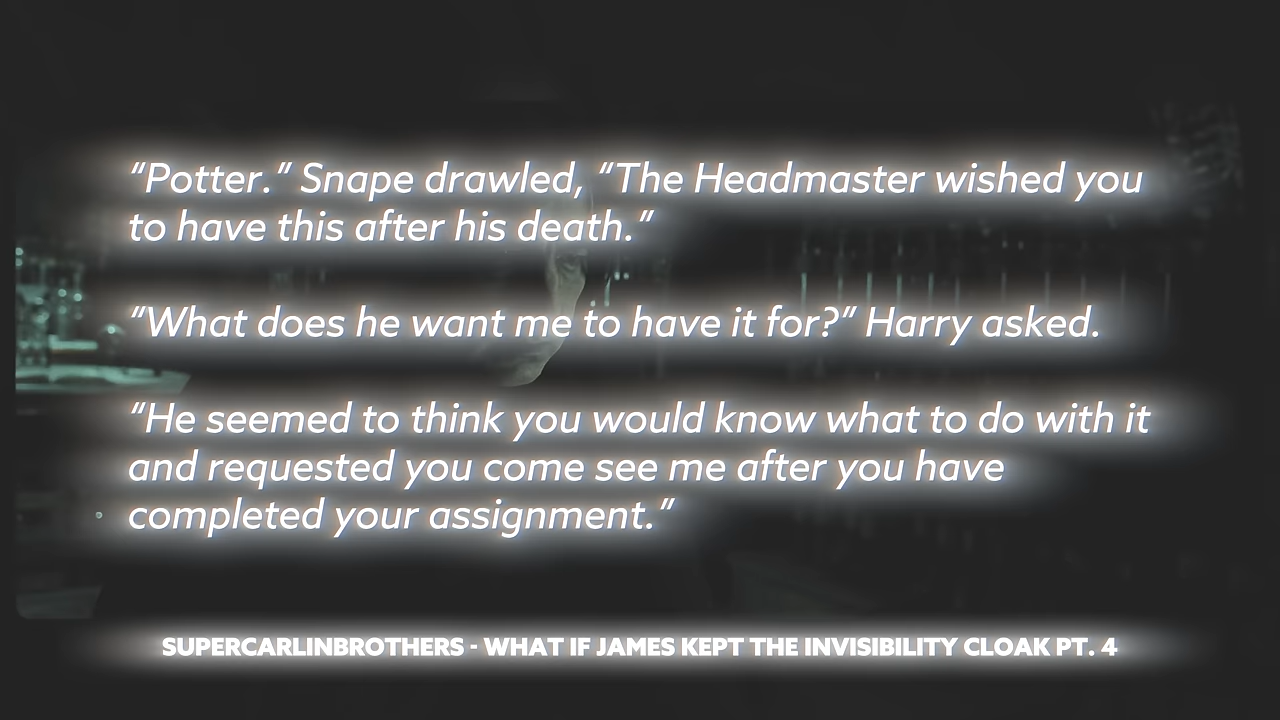 “Potter.” Snape drawled, “The Headmaster wished you
to have this after his death.”
“What does he want me to have it for?” Harry asked.
“He seemed to think you would know what to do with it
and requested you come see me after you have
completed your assignment.”
SUPERCARLINBROTHERS - WHAT IF JAMES KEPT THE INVISIBILITY CLOAK PT. 4